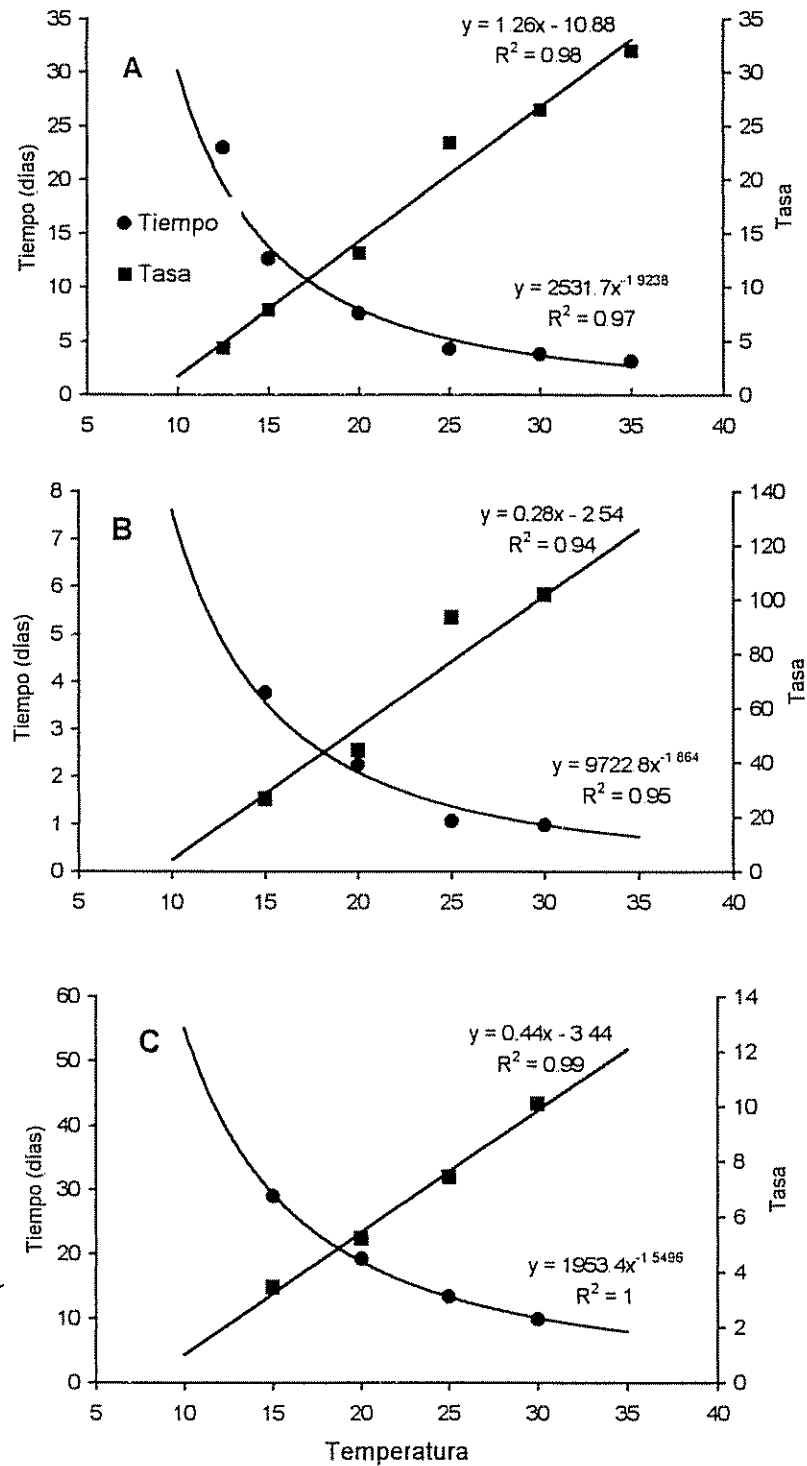 A
y = 1.26x - 10.88
R² = 0.98
35
30
25
20
15
10
5
0
Tiempo (días)
● Tiempo
■ Tasa
y = 2531.7x⁻¹ ⁹²³⁸
R² = 0.97
35
30
25
20
15
10
5
0
Tasa
5 10 15 20 25 30 35 40
B
y = 0.28x - 2.54
R² = 0.94
8
7
6
5
4
3
2
1
0
Tiempo (días)
y = 9722.8x⁻¹ ⁸⁶⁴
R² = 0.95
140
120
100
80
60
40
20
0
Tasa
5 10 15 20 25 30 35 40
C
y = 0.44x - 3 44
R² = 0.99
60
50
40
30
20
10
0
Tiempo (días)
y = 1953.4x⁻¹ ⁵⁴⁹⁶
R² = 1
14
12
10
8
6
4
2
0
Tasa
5 10 15 20 25 30 35 40
Temperatura